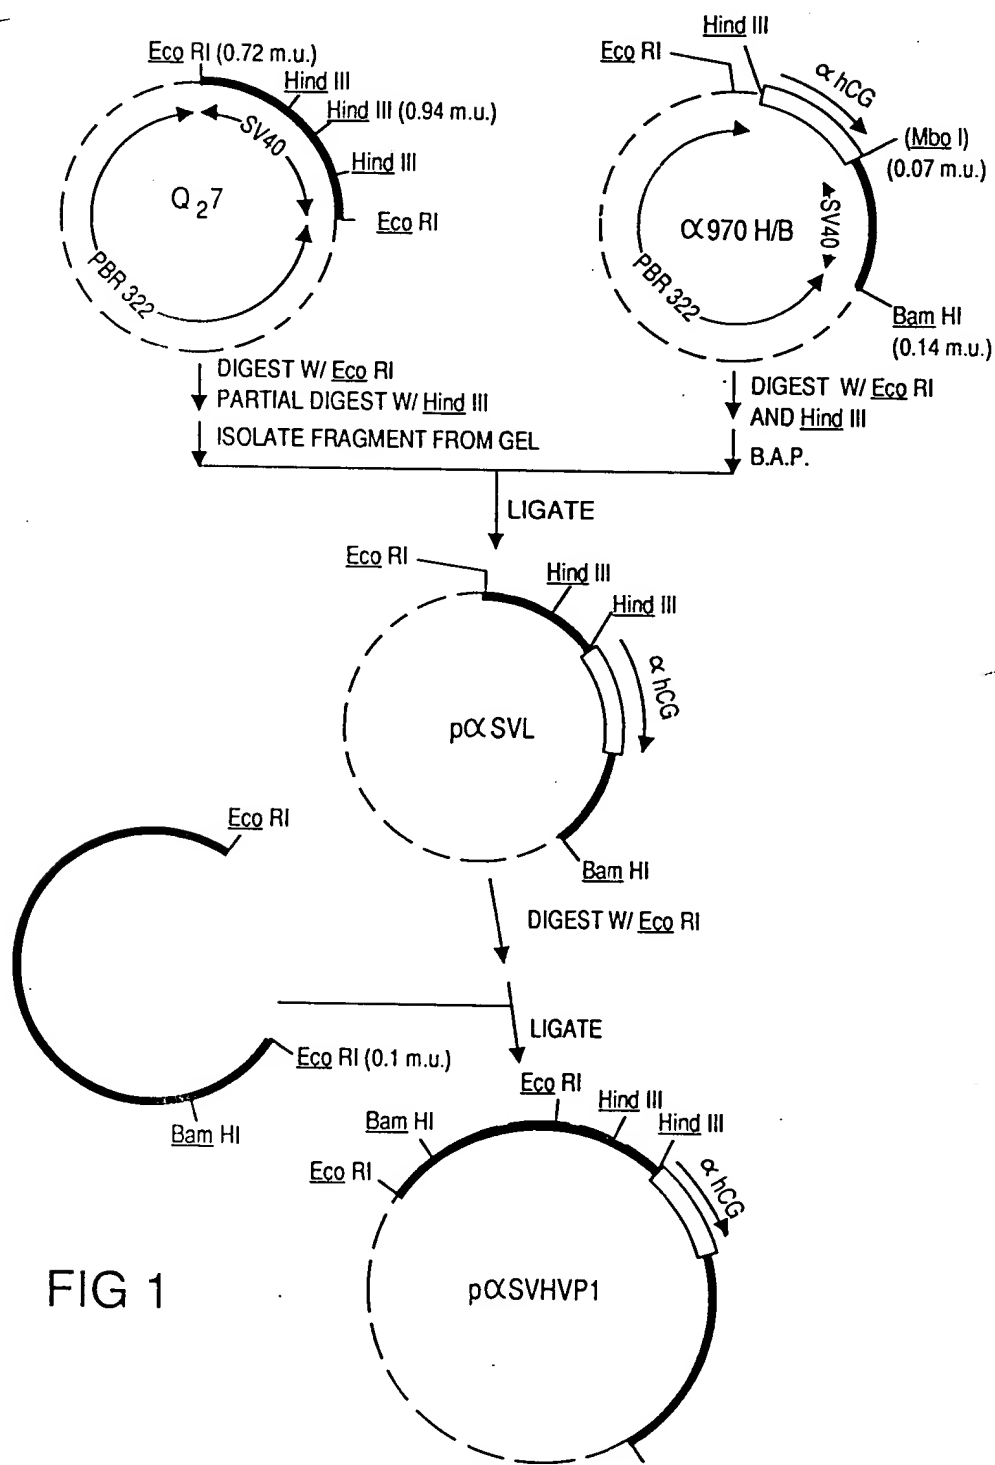 Eco RI (0.72 m.u.)
Hind III
Hind III (0.94 m.u.)
Hind III
Eco RI
SV40
Q27
PBR 322
Hind III
Eco RI
α hCG
(Mbo I)
(0.07 m.u.)
SV40
α970 H/B
PBR 322
Bam HI
(0.14 m.u.)
DIGEST W/ Eco RI
PARTIAL DIGEST W/ Hind III
ISOLATE FRAGMENT FROM GEL
DIGEST W/ Eco RI
AND Hind III
B.A.P.
LIGATE
Eco RI
Hind III
Hind III
α hCG
pα SVL
Bam HI
Eco RI
DIGEST W/ Eco RI
LIGATE
Eco RI (0.1 m.u.)
Bam HI
Eco RI
Hind III
Hind III
Bam HI
Eco RI
α hCG
pαSVHVP1
FIG 1